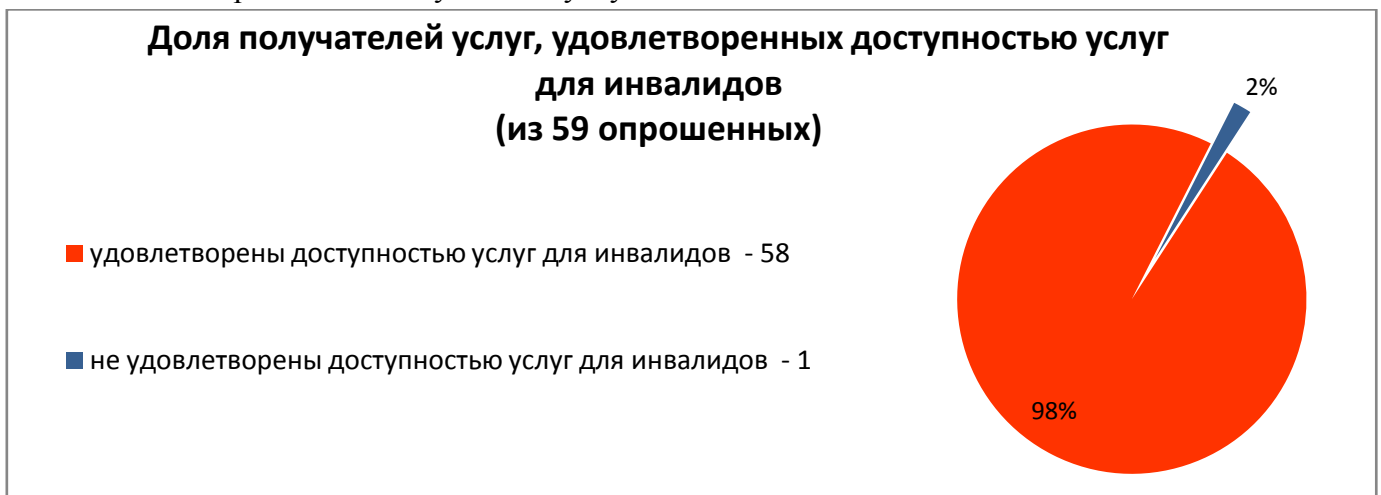 Доля получателей услуг, удовлетворенных доступностью услуг
для инвалидов
(из 59 опрошенных)
2%
удовлетворены доступностью услуг для инвалидов - 58
не удовлетворены доступностью услуг для инвалидов - 1
98%